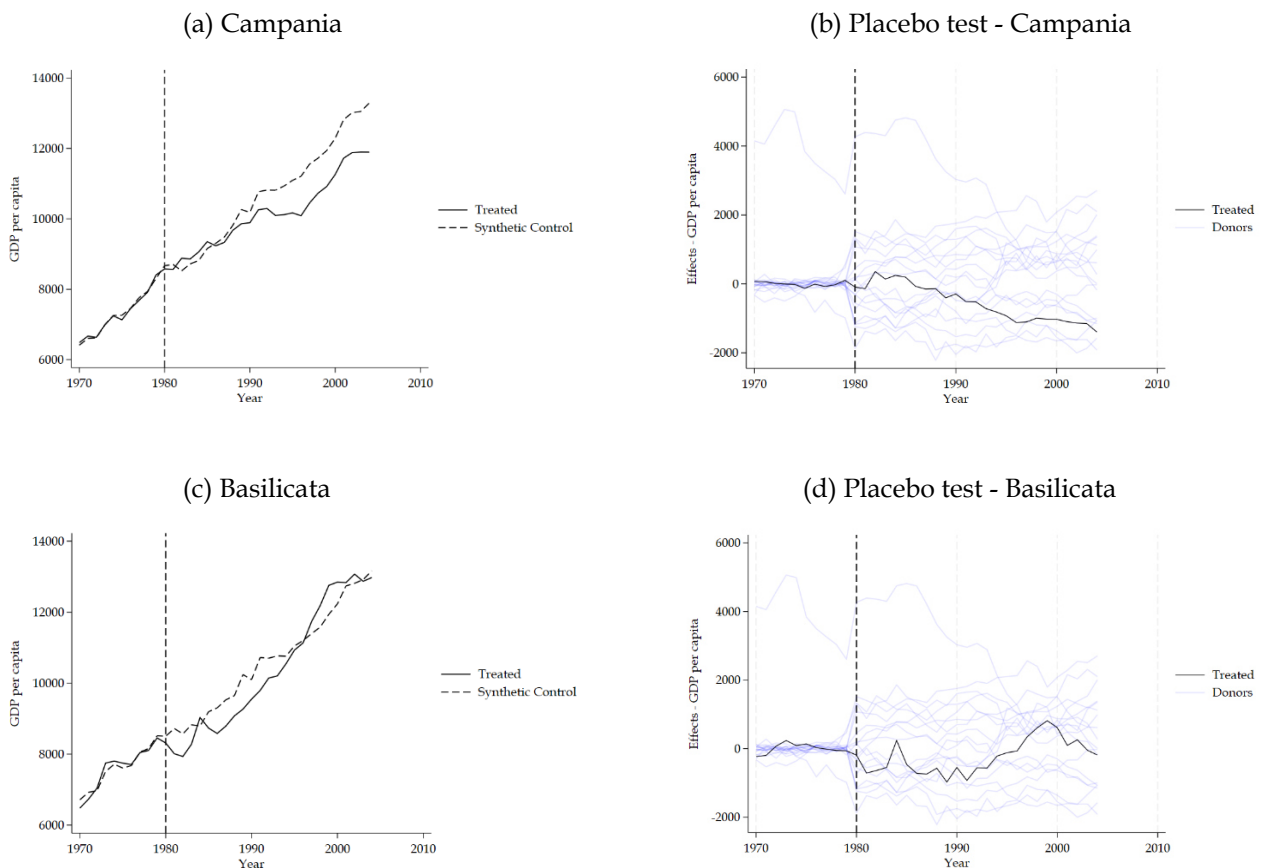 (a) Campania
14000
12000
10000
8000
6000
GDP per capita
1970
1980
1990
2000
2010
Year
Treated
Synthetic Control
(b) Placebo test - Campania
6000
4000
2000
0
-2000
Effects - GDP per capita
1970
1980
1990
2000
2010
Year
Treated
Donors
(c) Basilicata
14000
12000
10000
8000
6000
GDP per capita
1970
1980
1990
2000
2010
Year
Treated
Synthetic Control
(d) Placebo test - Basilicata
6000
4000
2000
0
-2000
Effects - GDP per capita
1970
1980
1990
2000
2010
Year
Treated
Donors